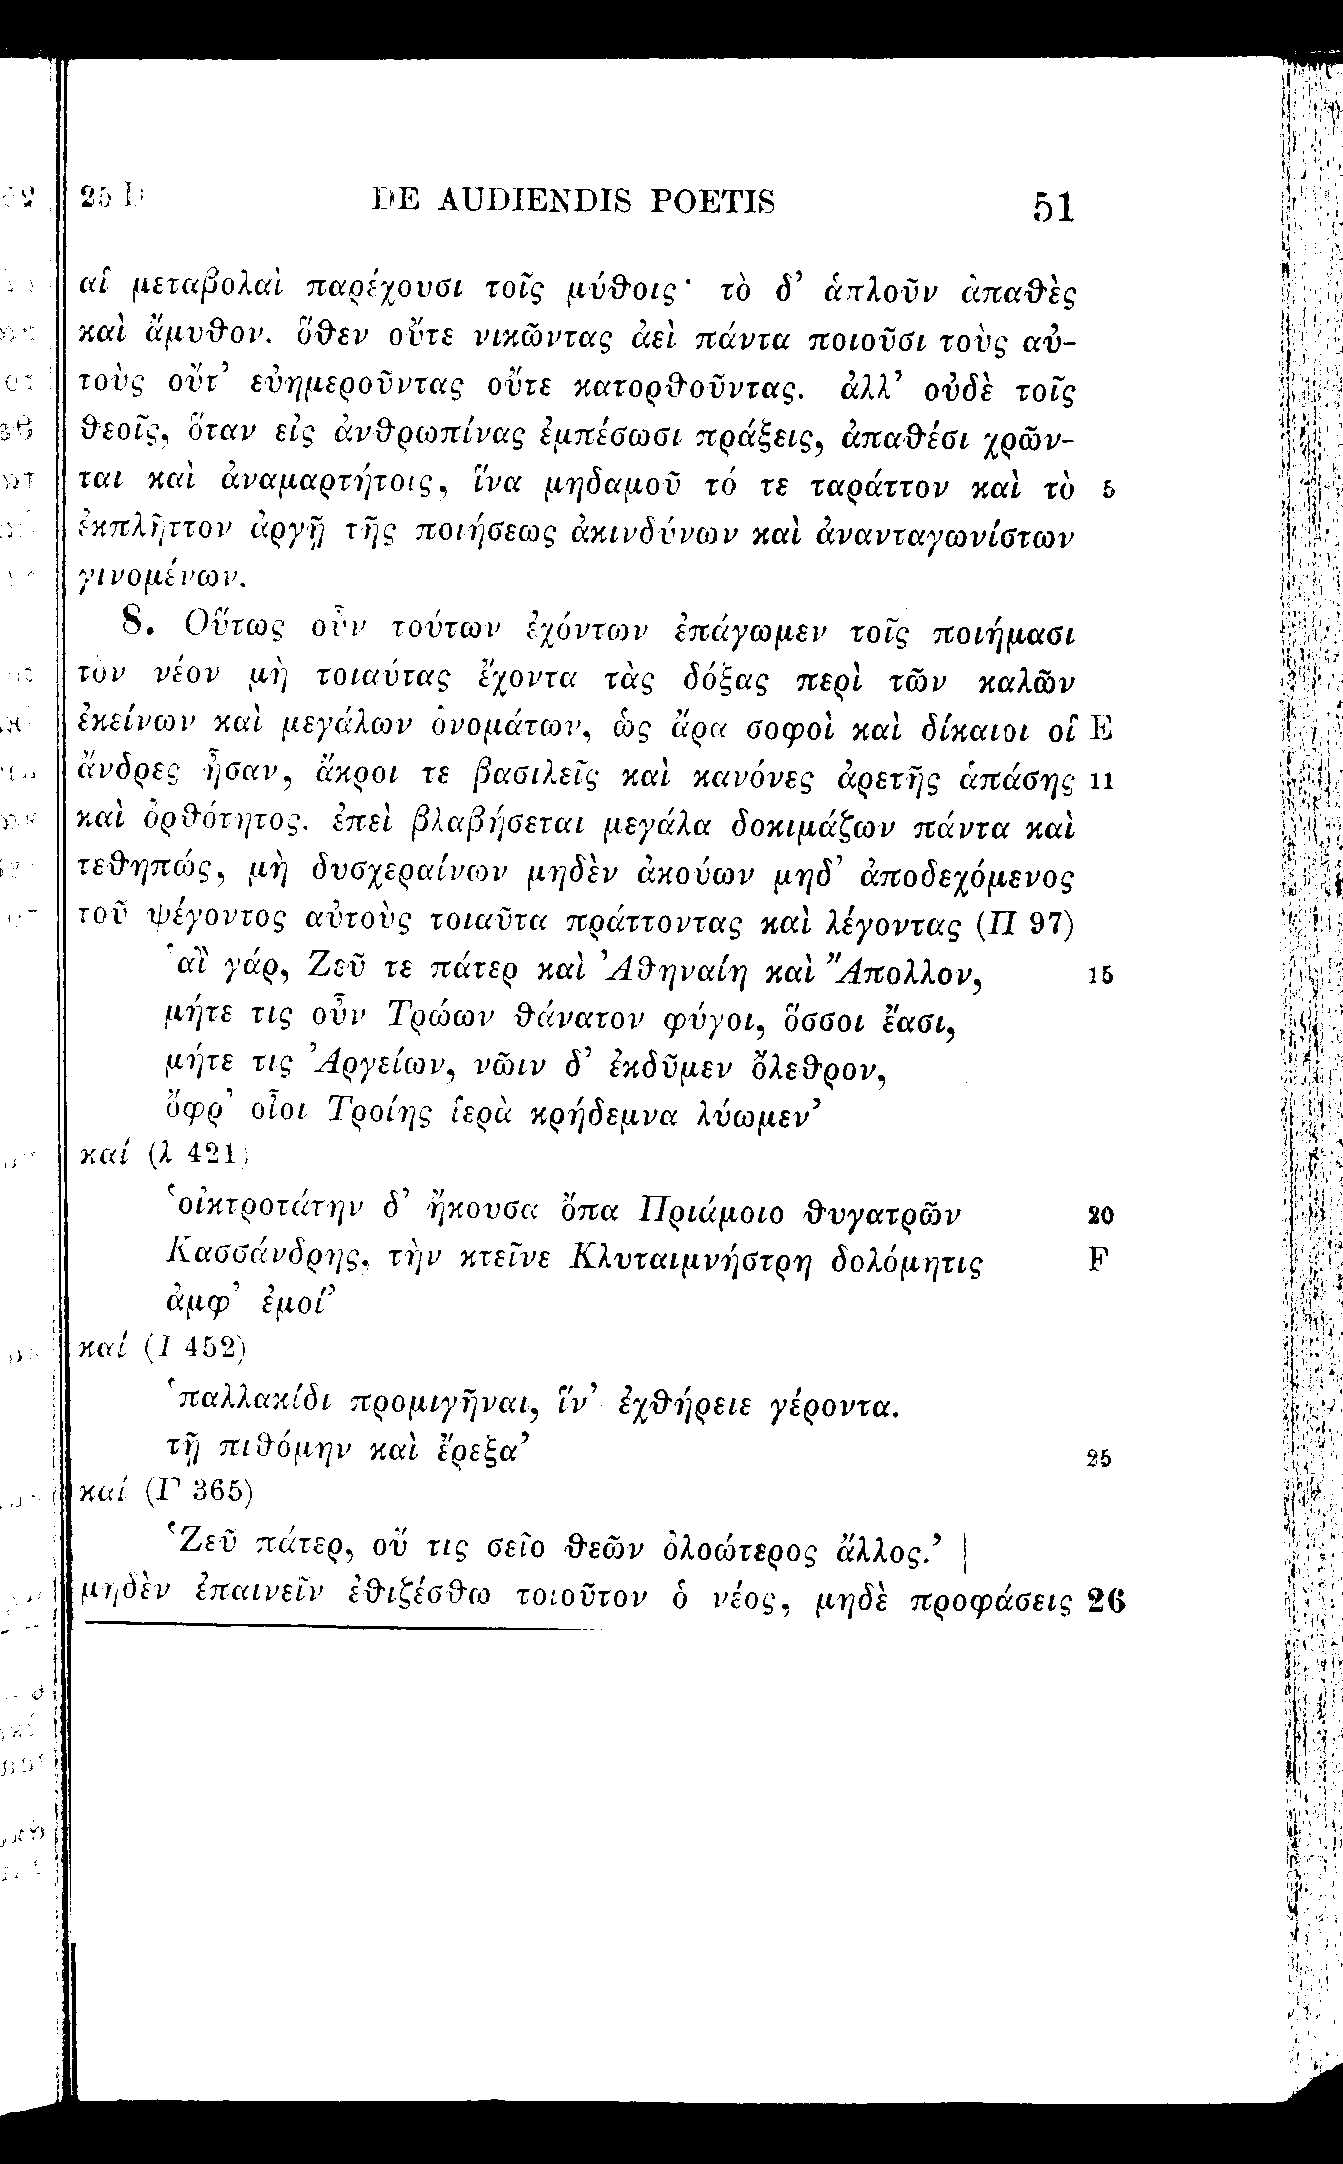 25 D DE AUDIENDIS POETIS 51
αἱ μεταβολαὶ παρέχουσι τοῖς μύθοις· τὸ δ’ ἁπλοῦν ἀπαθὲς
καὶ ἄμυθον. ὅθεν οὔτε νικῶντας ἀεὶ πάντα ποιοῦσι τοὺς αὐ-
τοὺς οὔτ’ εὐημεροῦντας οὔτε κατορθοῦντας. ἀλλ’ οὐδὲ τοῖς
θεοῖς, ὅταν εἰς ἀνθρωπίνας ἐμπέσωσι πράξεις, ἀπαθέσι χρῶν-
ται καὶ ἀναμαρτήτοις, ἵνα μηδαμοῦ τό τε ταράττον καὶ τὸ 5
ἐκπλῆττον ἀργῇ τῆς ποιήσεως ἀκινδύνων καὶ ἀνανταγωνίστων
γινομένων.
8. Οὕτως οὖν τούτων ἐχόντων ἐπάγωμεν τοῖς ποιήμασι
τὸν νέον μὴ τοιαύτας ἔχοντα τὰς δόξας περὶ τῶν καλῶν
ἐκείνων καὶ μεγάλων ὀνομάτων, ὡς ἄρα σοφοὶ καὶ δίκαιοι οἱ E
ἄνδρες ἦσαν, ἄκροι τε βασιλεῖς καὶ κανόνες ἀρετῆς ἁπάσης 11
καὶ ὀρθότητος. ἐπεὶ βλαβήσεται μεγάλα δοκιμάζων πάντα καὶ
τεθηπώς, μὴ δυσχεραίνων μηδὲν ἀκούων μηδ’ ἀποδεχόμενος
τοῦ ψέγοντος αὐτοὺς τοιαῦτα πράττοντας καὶ λέγοντας (Π 97)
‘αἲ γάρ, Ζεῦ τε πάτερ καὶ Ἀθηναίη καὶ Ἄπολλον, 15
μήτε τις οὖν Τρώων θάνατον φύγοι, ὅσσοι ἔασι,
μήτε τις Ἀργείων, νῶιν δ’ ἐκδῦμεν ὄλεθρον,
ὄφρ’ οἶοι Τροίης ἱερὰ κρήδεμνα λύωμεν’
καί (λ 421)
‘οἰκτροτάτην δ’ ἤκουσα ὄπα Πριάμοιο θυγατρῶν 20
Κασσάνδρης, τὴν κτεῖνε Κλυταιμνήστρη δολόμητις F
ἀμφ’ ἐμοί’
καί (Ι 452)
‘παλλακίδι προμιγῆναι, ἵν’ ἐχθήρειε γέροντα.
τῇ πιθόμην καὶ ἔρεξα’ 25
καί (Γ 365)
‘Ζεῦ πάτερ, οὔ τις σεῖο θεῶν ὀλοώτερος ἄλλος.’ |
μηδὲν ἐπαινεῖν ἐθιζέσθω τοιοῦτον ὁ νέος, μηδὲ προφάσεις 26